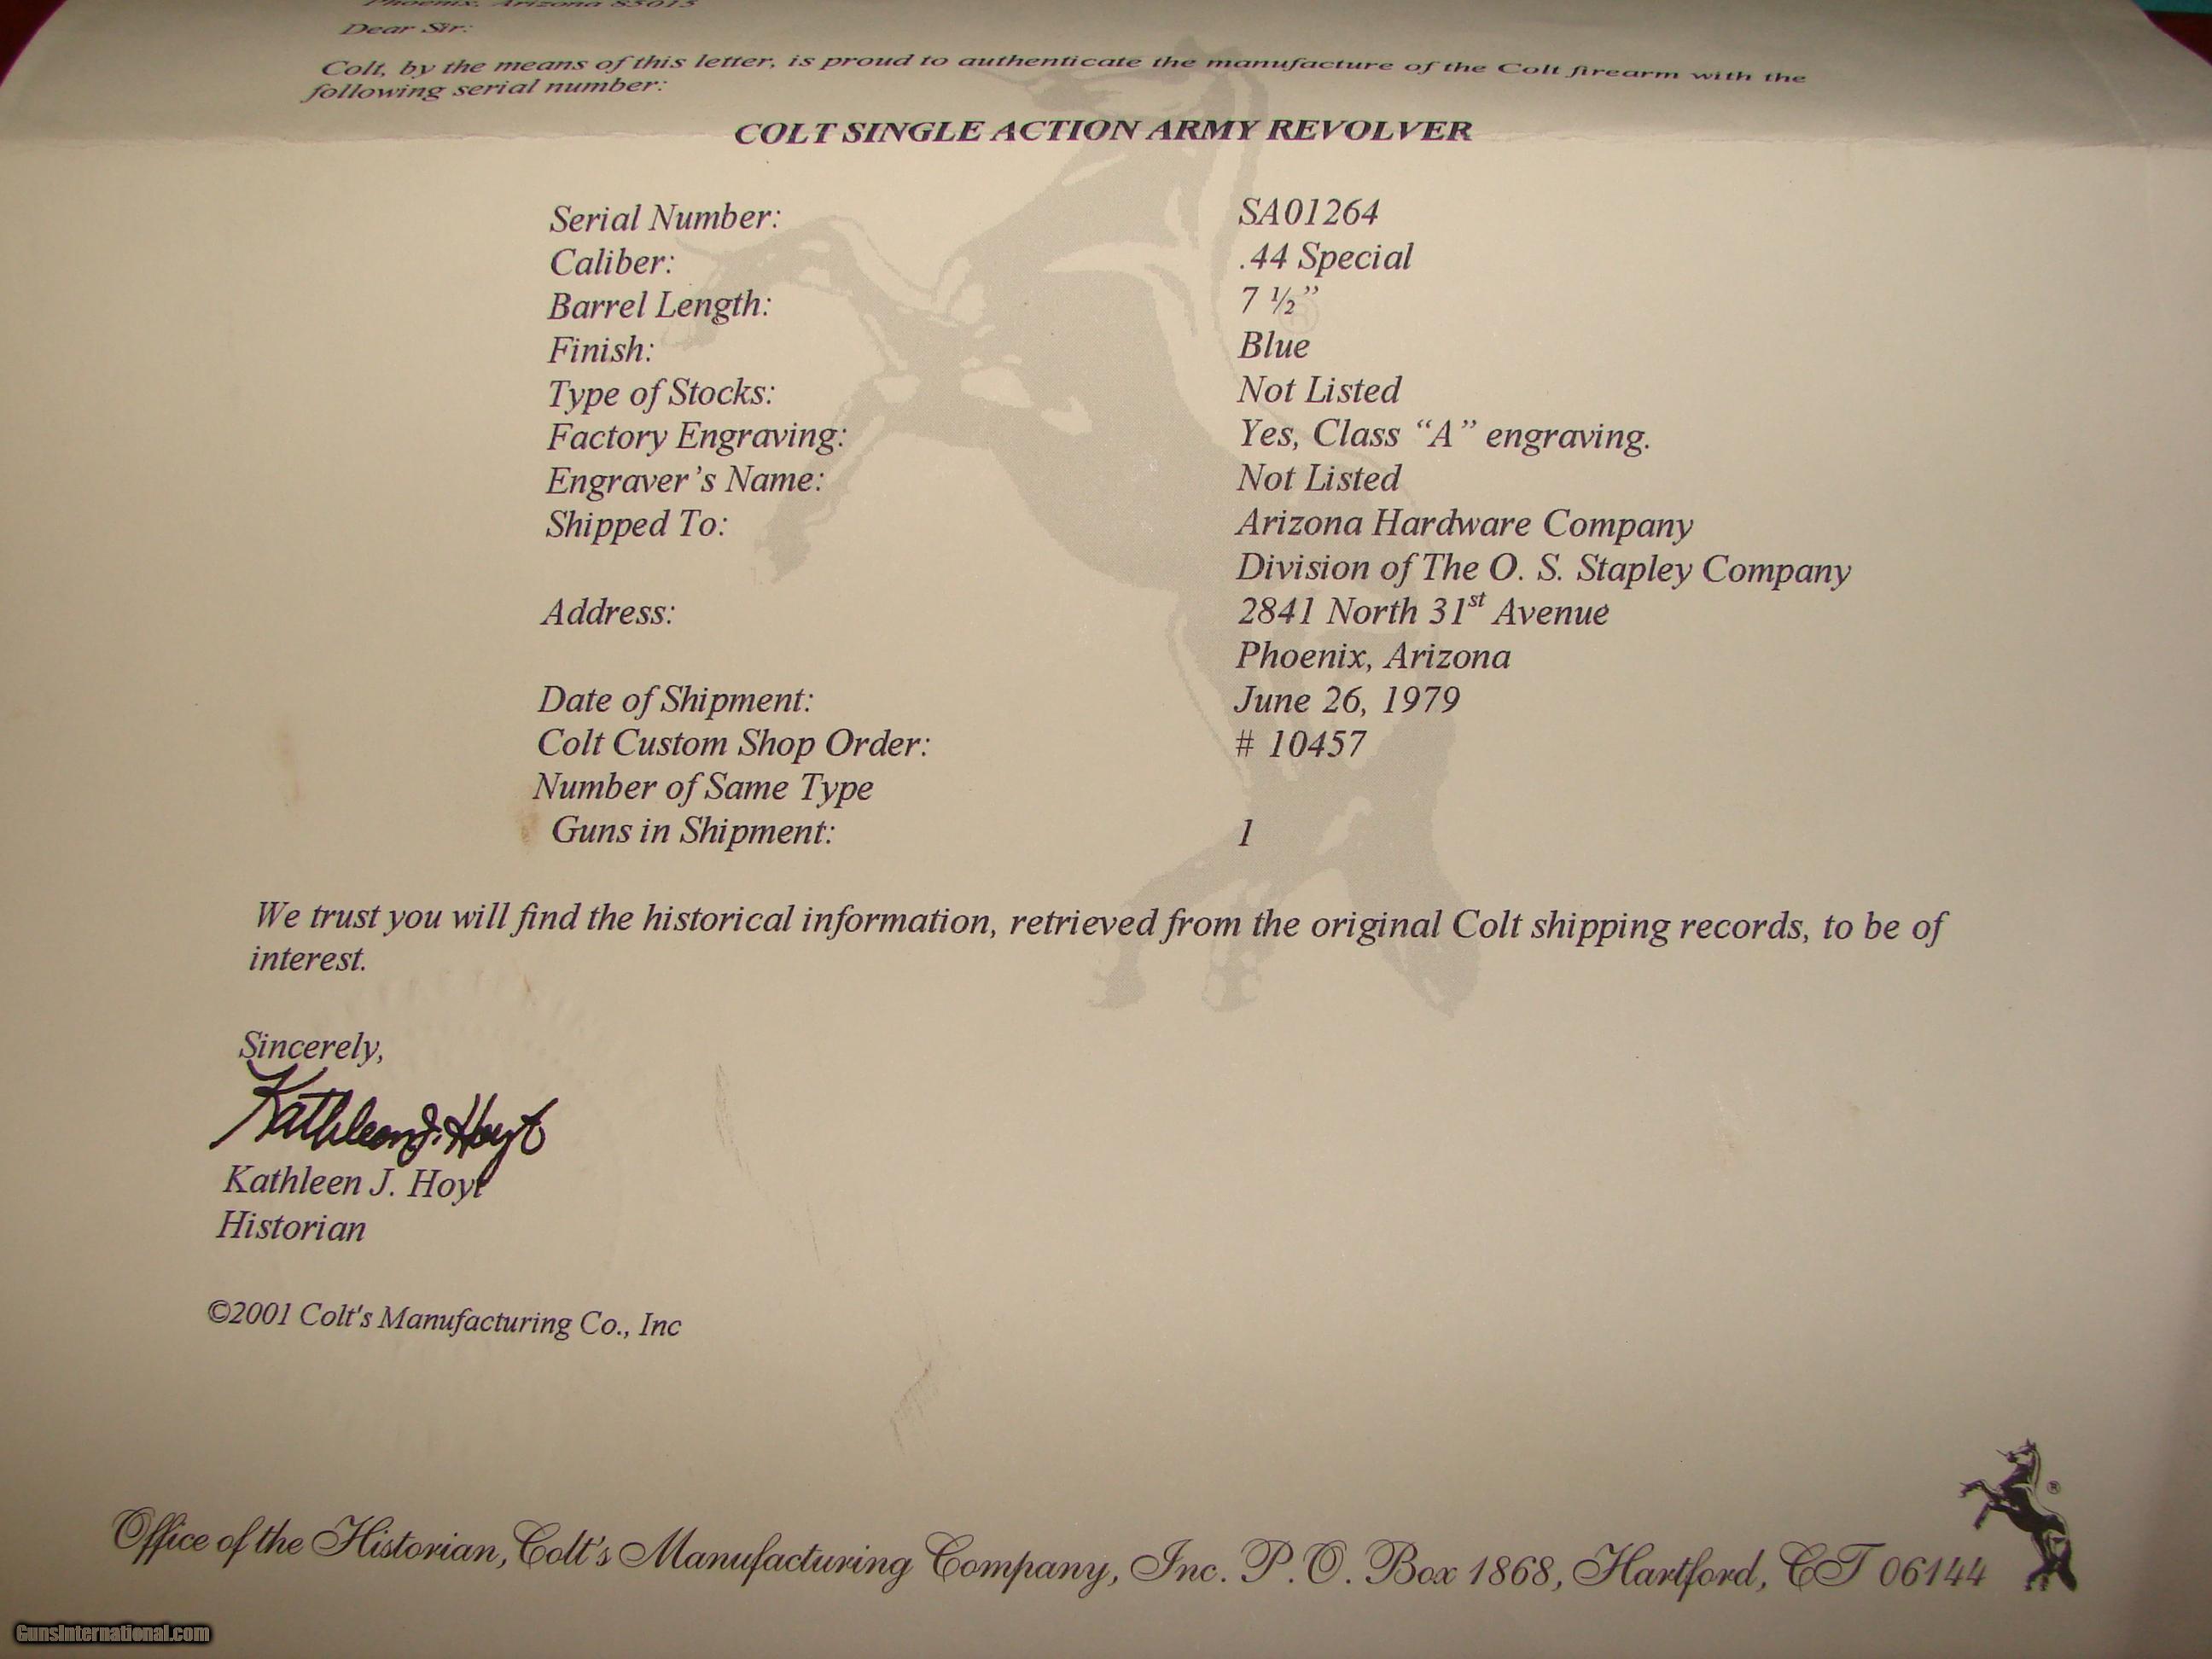 Phoenix, Arizona 85015
Dear Sir:
Colt, by the means of this letter, is proud to authenticate the manufacture of the Colt firearm with the
following serial number:
COLT SINGLE ACTION ARMY REVOLVER
Serial Number: SA01264
Caliber: .44 Special
Barrel Length: 7 ½”
Finish: Blue
Type of Stocks: Not Listed
Factory Engraving: Yes, Class “A” engraving.
Engraver’s Name: Not Listed
Shipped To: Arizona Hardware Company
Division of The O. S. Stapley Company
Address: 2841 North 31st Avenue
Phoenix, Arizona
Date of Shipment: June 26, 1979
Colt Custom Shop Order: # 10457
Number of Same Type
Guns in Shipment: 1
We trust you will find the historical information, retrieved from the original Colt shipping records, to be of
interest.
Sincerely,
Kathleen J. Hoyt
Kathleen J. Hoyt
Historian
©2001 Colt's Manufacturing Co., Inc
®
Office of the Historian, Colt's Manufacturing Company, Inc. P.O. Box 1868, Hartford, CT 06144
GunsInternational.com